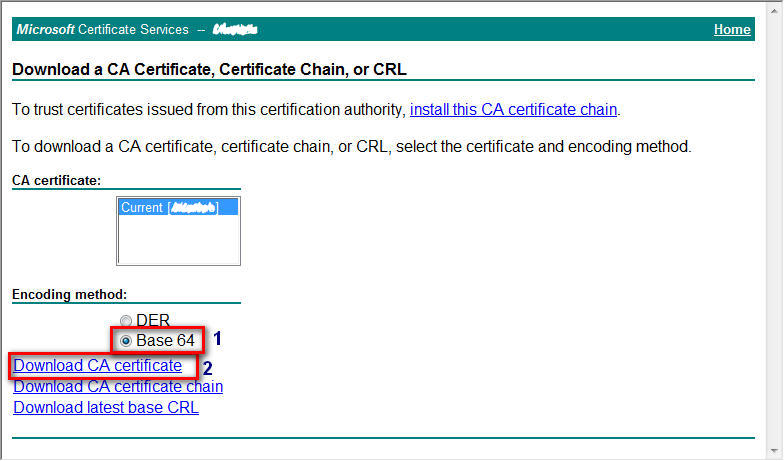 Microsoft Certificate Services --
Home
Download a CA Certificate, Certificate Chain, or CRL
To trust certificates issued from this certification authority, install this CA certificate chain.
To download a CA certificate, certificate chain, or CRL, select the certificate and encoding method.
CA certificate:
Current [ ]
Encoding method:
DER
Base 64 1
Download CA certificate 2
Download CA certificate chain
Download latest base CRL